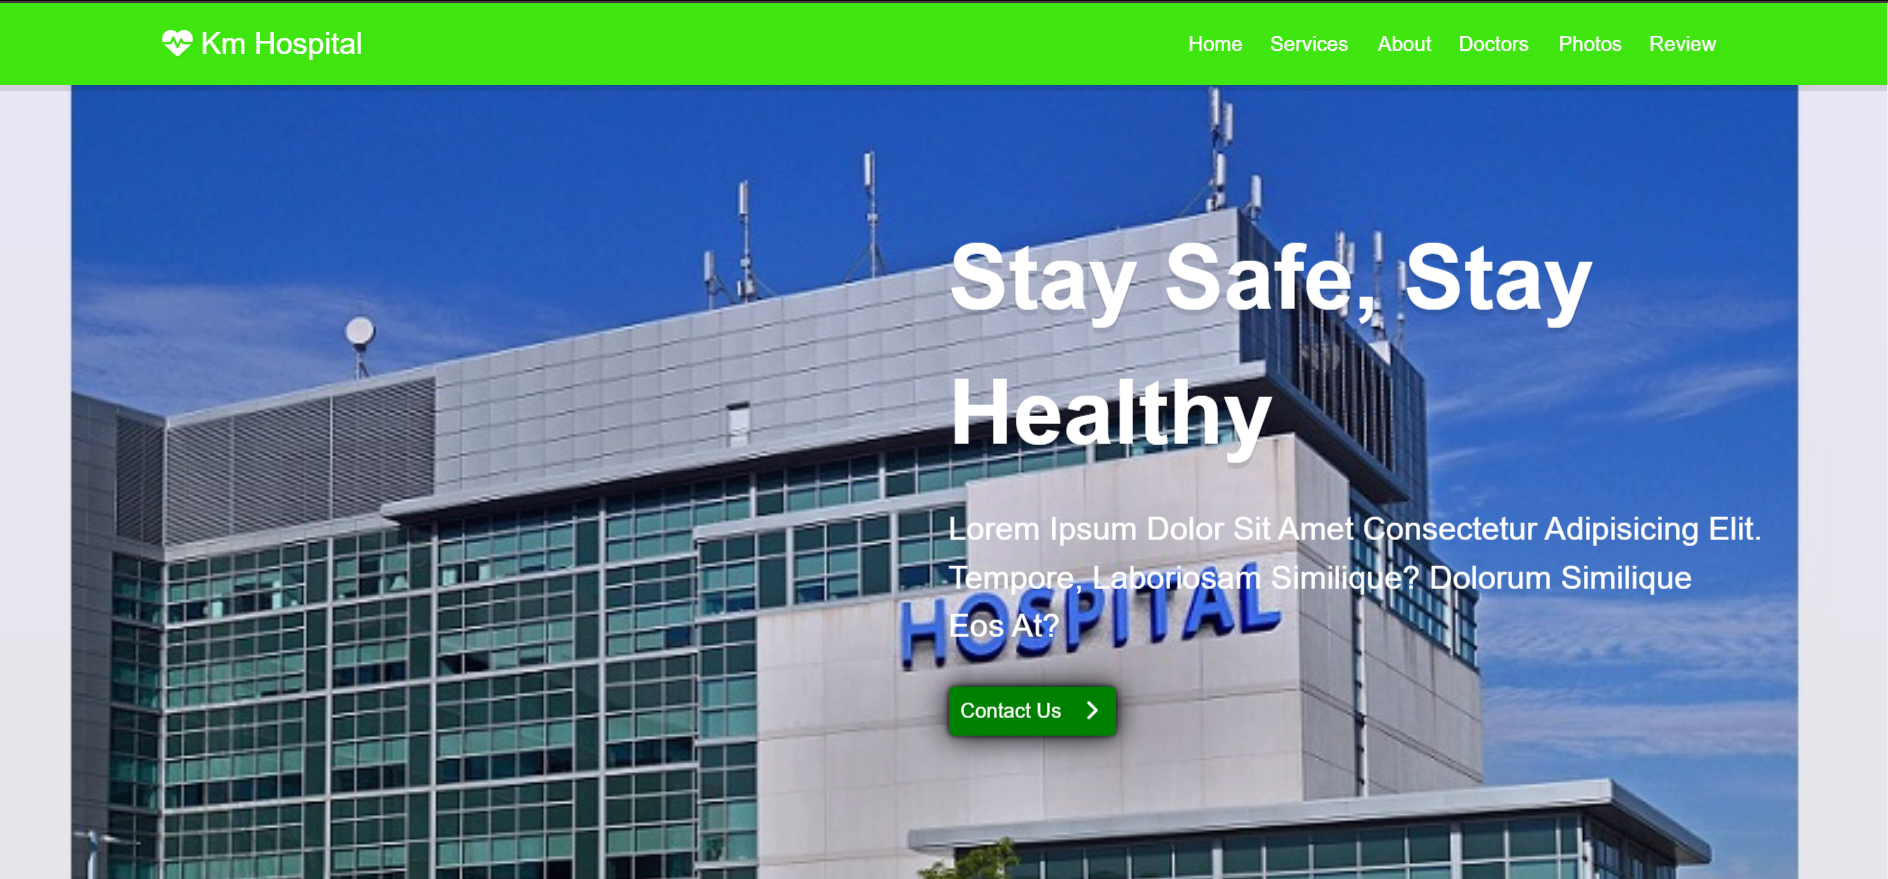 Km Hospital
Home Services About Doctors Photos Review
Stay Safe, Stay
Healthy
Lorem Ipsum Dolor Sit Amet Consectetur Adipisicing Elit.
Tempore, Laboriosam Similique? Dolorum Similique
Eos At?
HOSPITAL
Contact Us